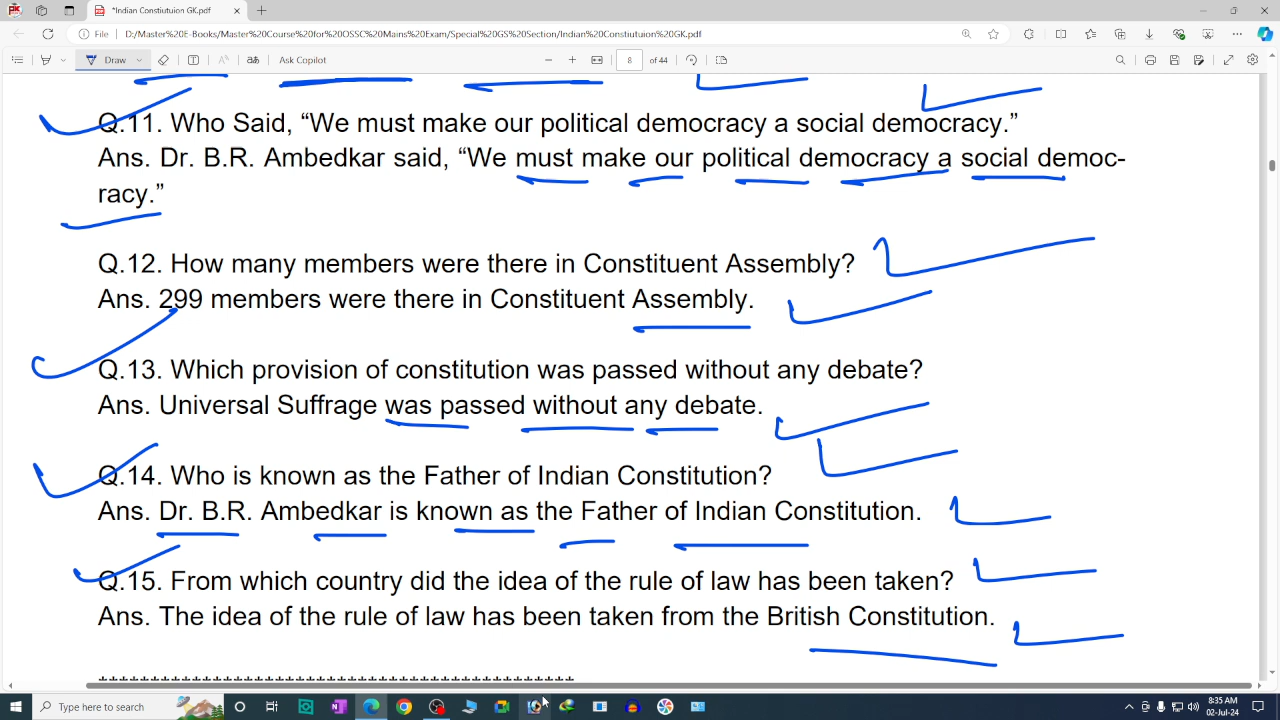 *Indian Constiutuion GK.pdf
File
D:/Master%20E-Books/Master%20Course%20for%20OSSC%20Mains%20Exam/Special%20GS%20Section/Indian%20Constiutuion%20GK.pdf
Draw
Ask Copilot
8 of 44
Q.11. Who Said, “We must make our political democracy a social democracy.”
Ans. Dr. B.R. Ambedkar said, “We must make our political democracy a social democ-
racy.”
Q.12. How many members were there in Constituent Assembly?
Ans. 299 members were there in Constituent Assembly.
Q.13. Which provision of constitution was passed without any debate?
Ans. Universal Suffrage was passed without any debate.
Q.14. Who is known as the Father of Indian Constitution?
Ans. Dr. B.R. Ambedkar is known as the Father of Indian Constitution.
Q.15. From which country did the idea of the rule of law has been taken?
Ans. The idea of the rule of law has been taken from the British Constitution.
**********************************************
Type here to search
8:35 AM
02-Jul-24